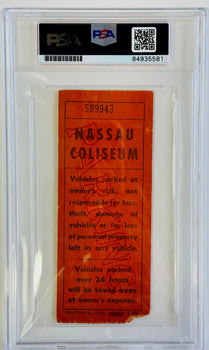 PSA
PSA
84935581
589943
NASSAU
COLISEUM
Vehicles parked at
owner's risk; not
responsible for loss,
theft, damage of
vehicles or for loss
of personal property
left in any vehicle.
Vehicles parked
over 24 hours
will be towed away
at owner's expense.